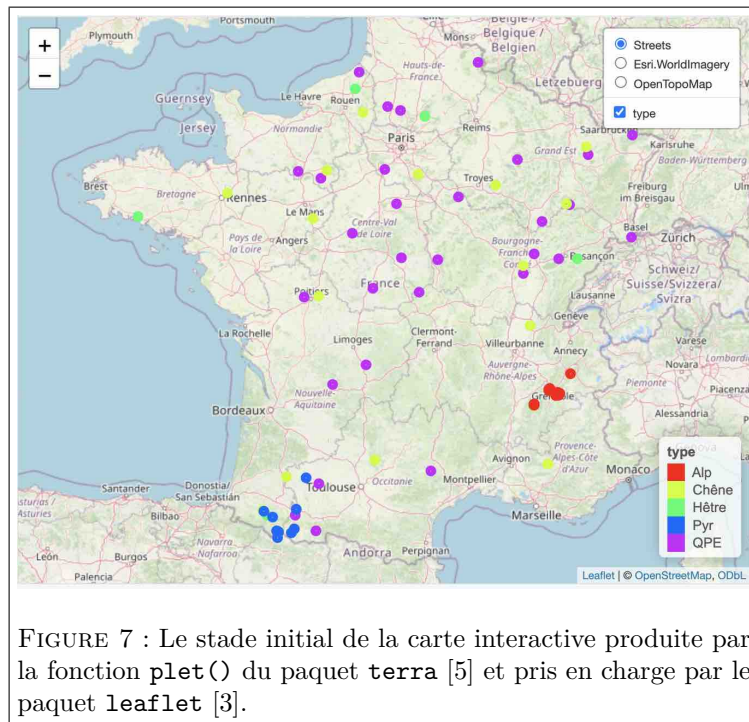 Plymouth
Portsmouth
België /
Belgique /
Belgien
Mons
+
−
Streets
Esri.WorldImagery
OpenTopoMap
type
Hauts-de-
France
Letzebuerg
Guernsey
Jersey
Le Havre
Rouen
Normandie
Reims
Paris
Saarbrücken
Karlsruhe
Baden-Württemberg
Grand Est
Brest
Bretagne
Rennes
Le Mans
Troyes
Freiburg
im Breisgau
Ulm
Pays de
la Loire
Angers
Centre-Val
de Loire
Bourgogne-
Franche-
Comté
Besançon
Basel
Zürich
Schweiz/
Suisse/Svizzera/
Svizra
Lausanne
France
Poitiers
La Rochelle
Genève
Annecy
Limoges
Clermont-
Ferrand
Villeurbanne
Auvergne-
Rhône-Alpes
Grenoble
Varese
Lombardia
Novara
Piemonte
Piacenza
Alessandria
Nouvelle-
Aquitaine
Bordeaux
Provence-
Alpes-Côte
d'Azur
Avignon
Monaco
Santander
Donostia/
San Sebastián
Bilbao
Toulouse
Occitanie
Montpellier
Marseille
Asturias /
León
Burgos
Palencia
Navarra
Nafarroa
Andorra
Perpignan
type
Alp
Chêne
Hêtre
Pyr
QPE
Leaflet | © OpenStreetMap, ODbL
FIGURE 7 : Le stade initial de la carte interactive produite par
la fonction plet() du paquet terra [5] et pris en charge par le
paquet leaflet [3].